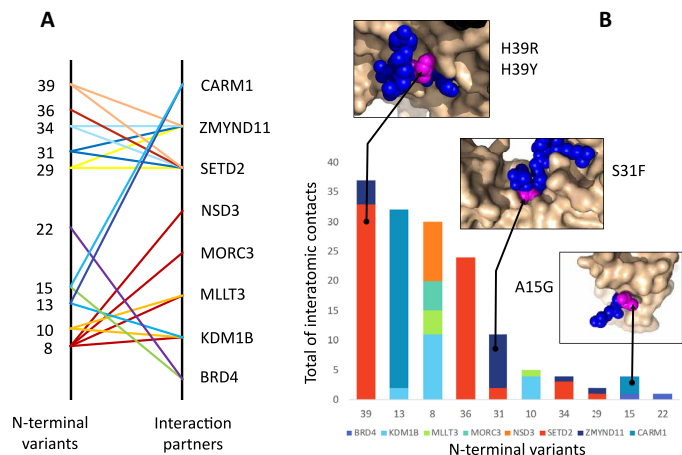 A
B
39
36
34
31
29
22
15
13
10
8
CARM1
ZMYND11
SETD2
NSD3
MORC3
MLLT3
KDM1B
BRD4
N-terminal
variants
Interaction
partners
H39R
H39Y
S31F
A15G
Total of interatomic contacts
40
35
30
25
20
15
10
5
0
39 13 8 36 31 10 34 29 15 22
BRD4 KDM1B MLLT3 MORC3 NSD3 SETD2 ZMYND11 CARM1
N-terminal variants